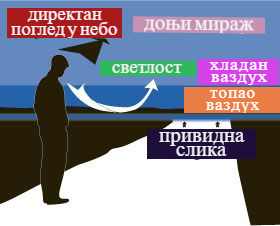 директан
поглед у небо
доњи мираж
светлост
хладан
ваздух
топао
ваздух
привидна
слика